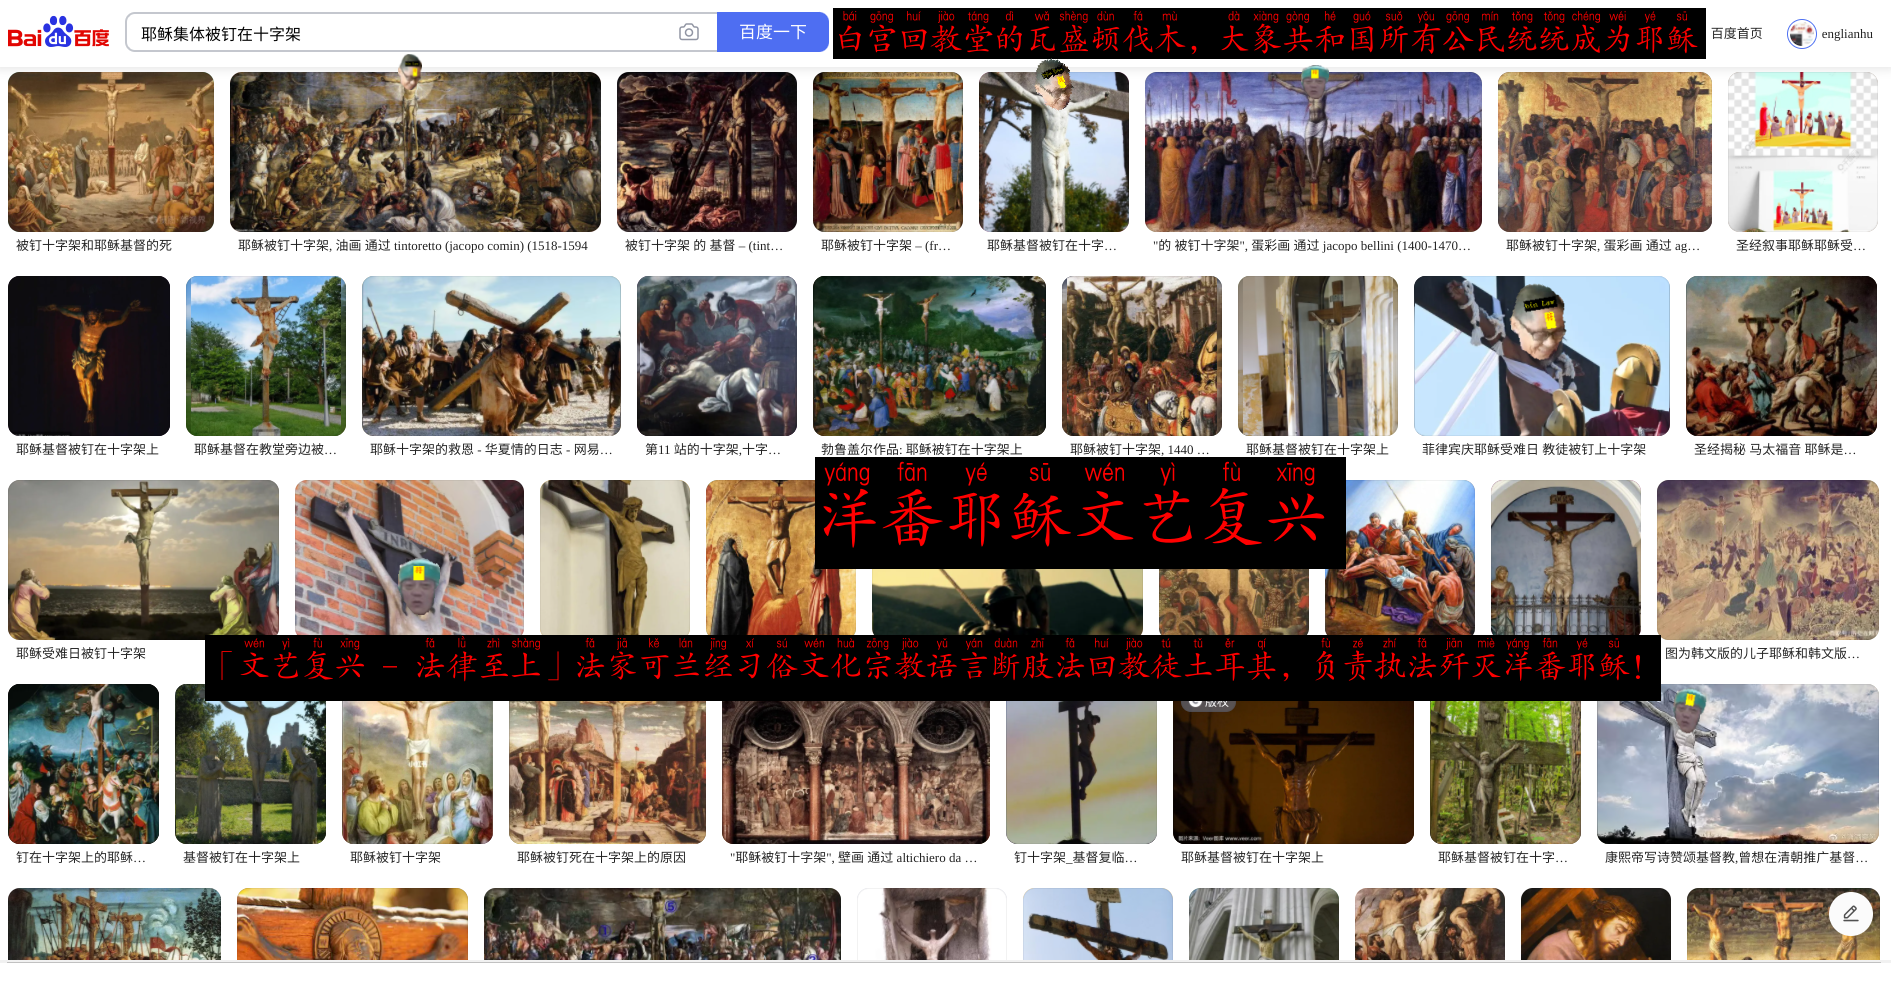 Bai du 百度
耶稣集体被钉在十字架
百度一下
bái gōng huí jiào táng dí wǎ shèng dùn fá mù dà xiàng gòng hé guó suǒ yǒu gōng mín tǒng tǒng chéng wéi yé sū
白宫回教堂的瓦盛顿伐木，大象共和国所有公民统统成为耶稣
百度首页
englianhu
被钉十字架和耶稣基督的死
耶稣被钉十字架, 油画 通过 tintoretto (jacopo comin) (1518-1594
被钉十字架 的 基督 – (tint…
耶稣被钉十字架 – (fr…
耶稣基督被钉在十字…
"的 被钉十字架", 蛋彩画 通过 jacopo bellini (1400-1470…
耶稣被钉十字架, 蛋彩画 通过 ag…
圣经叙事耶稣耶稣受…
耶稣基督被钉在十字架上
耶稣基督在教堂旁边被…
耶稣十字架的救恩 - 华夏情的日志 - 网易…
第11 站的十字架,十字…
勃鲁盖尔作品: 耶稣被钉在十字架上
耶稣被钉十字架, 1440 …
耶稣基督被钉在十字架上
菲律宾庆耶稣受难日 教徒被钉上十字架
圣经揭秘 马太福音 耶稣是…
yáng fān yé sū wén yì fù xīng
洋番耶稣文艺复兴
INRI
耶稣受难日被钉十字架
wén yì fù xīng fǎ lǜ zhì shàng fǎ jiā kě lán jīng xí sú wén huà zōng jiào yǔ yán duàn zhī fǎ huí jiào tú tǔ ěr qí fù zé zhí fǎ jiān miè yáng fān yé sū
「文艺复兴 - 法律至上」法家可兰经习俗文化宗教语言断肢法回教徒土耳其，负责执法歼灭洋番耶稣！
图为韩文版的儿子耶稣和韩文版…
版权
小红书
图片来源：Veer图库 www.veer.com
钉在十字架上的耶稣…
基督被钉在十字架上
耶稣被钉十字架
耶稣被钉死在十字架上的原因
"耶稣被钉十字架", 壁画 通过 altichiero da …
钉十字架_基督复临…
耶稣基督被钉在十字架上
耶稣基督被钉在十字…
康熙帝写诗赞颂基督教,曾想在清朝推广基督…